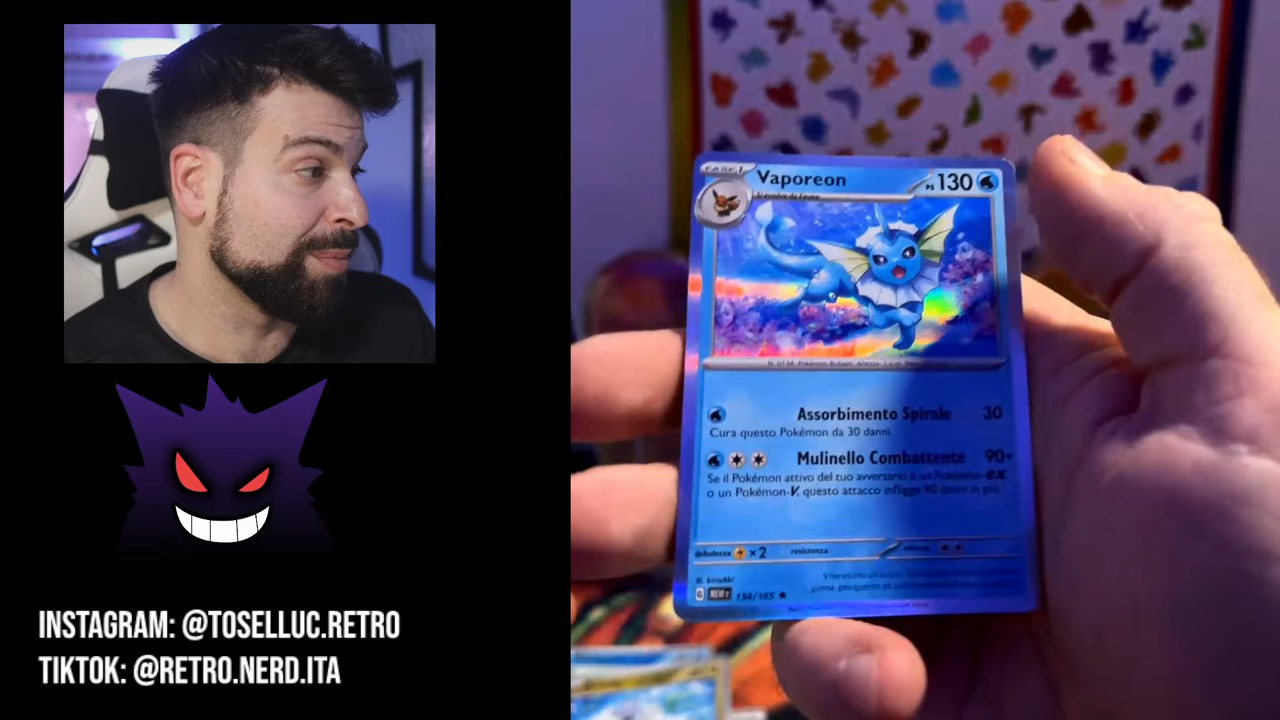 INSTAGRAM: @TOSELLUC.RETRO
TIKTOK: @RETRO.NERD.ITA
Vaporeon
PS 130
Si evolve da Eevee
Assorbimento Spirale 30
Cura questo Pokémon da 30 danni.
Mulinello Combattente 90+
Se il Pokémon attivo del tuo avversario è un Pokémon-ex
o un Pokémon-V, questo attacco infligge 90 danni in più.
debolezza ×2 resistenza
134/165